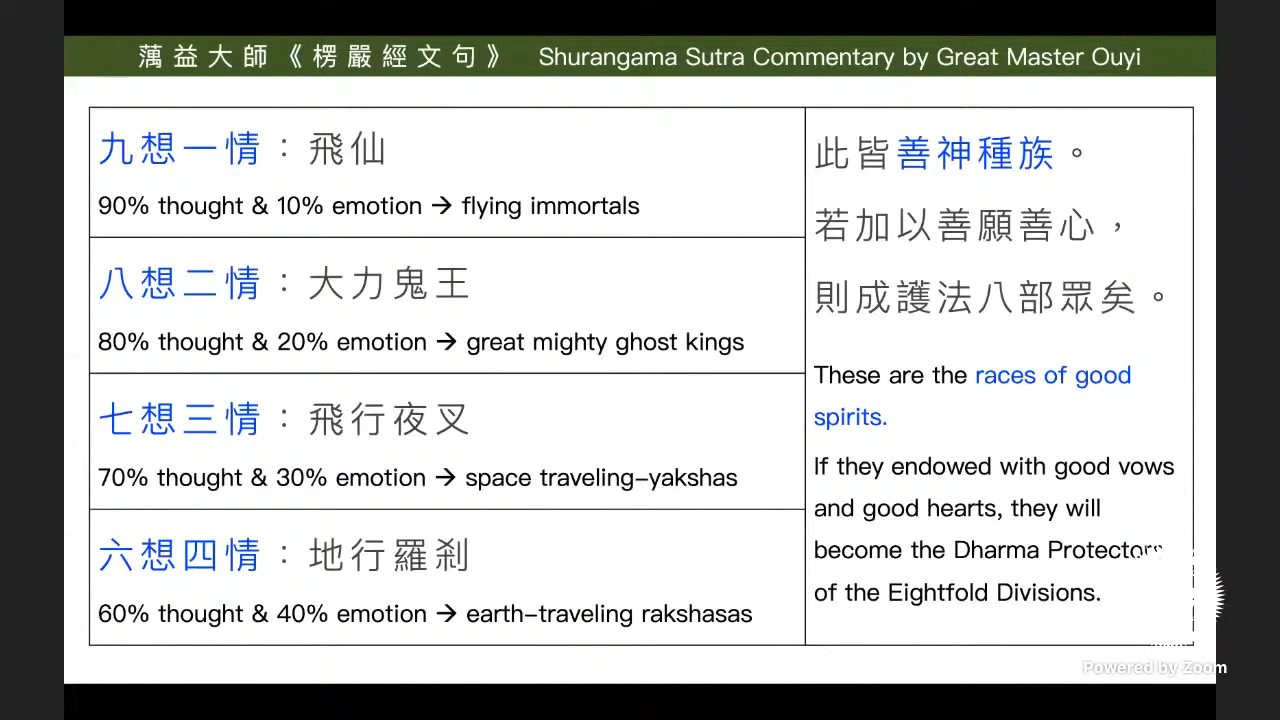 蕅益大師《楞嚴經文句》 Shurangama Sutra Commentary by Great Master Ouyi
九想一情：飛仙
90% thought & 10% emotion → flying immortals
八想二情：大力鬼王
80% thought & 20% emotion → great mighty ghost kings
七想三情：飛行夜叉
70% thought & 30% emotion → space traveling-yakshas
六想四情：地行羅剎
60% thought & 40% emotion → earth-traveling rakshasas
此皆善神種族。
若加以善願善心，
則成護法八部眾矣。
These are the races of good
spirits.
If they endowed with good vows
and good hearts, they will
become the Dharma Protectors
of the Eightfold Divisions.
Powered by Zoom